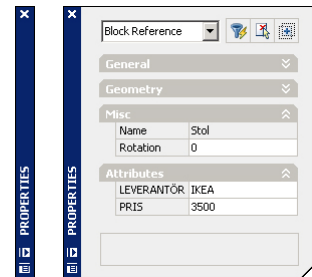 PROPERTIES
PROPERTIES
Block Reference
General
Geometry
Misc
Name Stol
Rotation 0
Attributes
LEVERANTÖR IKEA
PRIS 3500